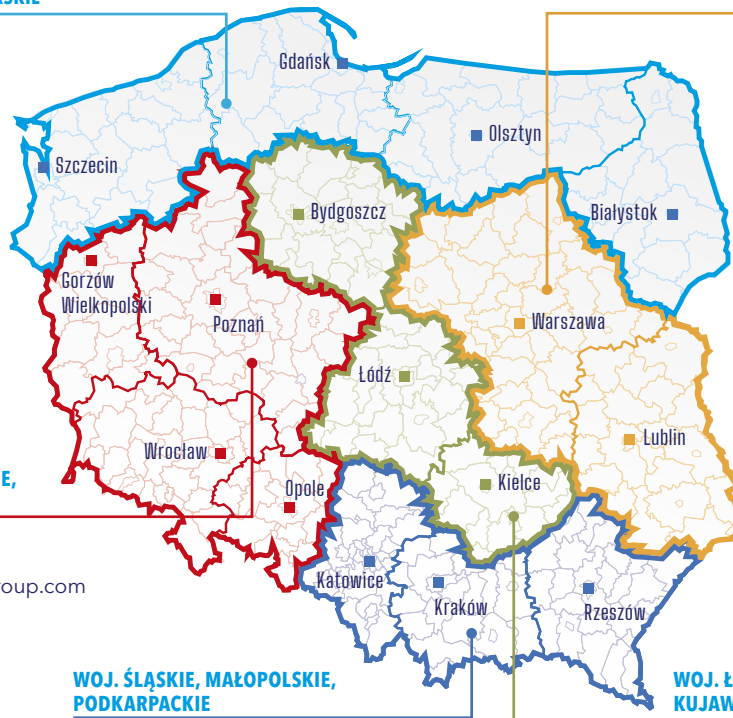 Gdańsk
Olsztyn
Szczecin
Białystok
Bydgoszcz
Gorzów
Wielkopolski
Poznań
Warszawa
Łódź
Wrocław
Lublin
Opole
Kielce
Katowice
Kraków
Rzeszów
E,
roup.com
WOJ. ŚLĄSKIE, MAŁOPOLSKIE,
PODKARPACKIE
WOJ. Ł
KUJAW